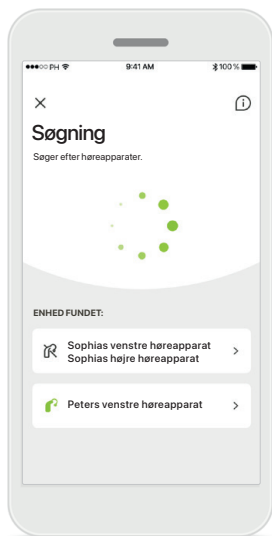 ●●●○○ PH 9:41 AM 100 %
Søgning
Søger efter høreapparater.
ENHED FUNDET:
Sophias venstre høreapparat
Sophias højre høreapparat
Peters venstre høreapparat